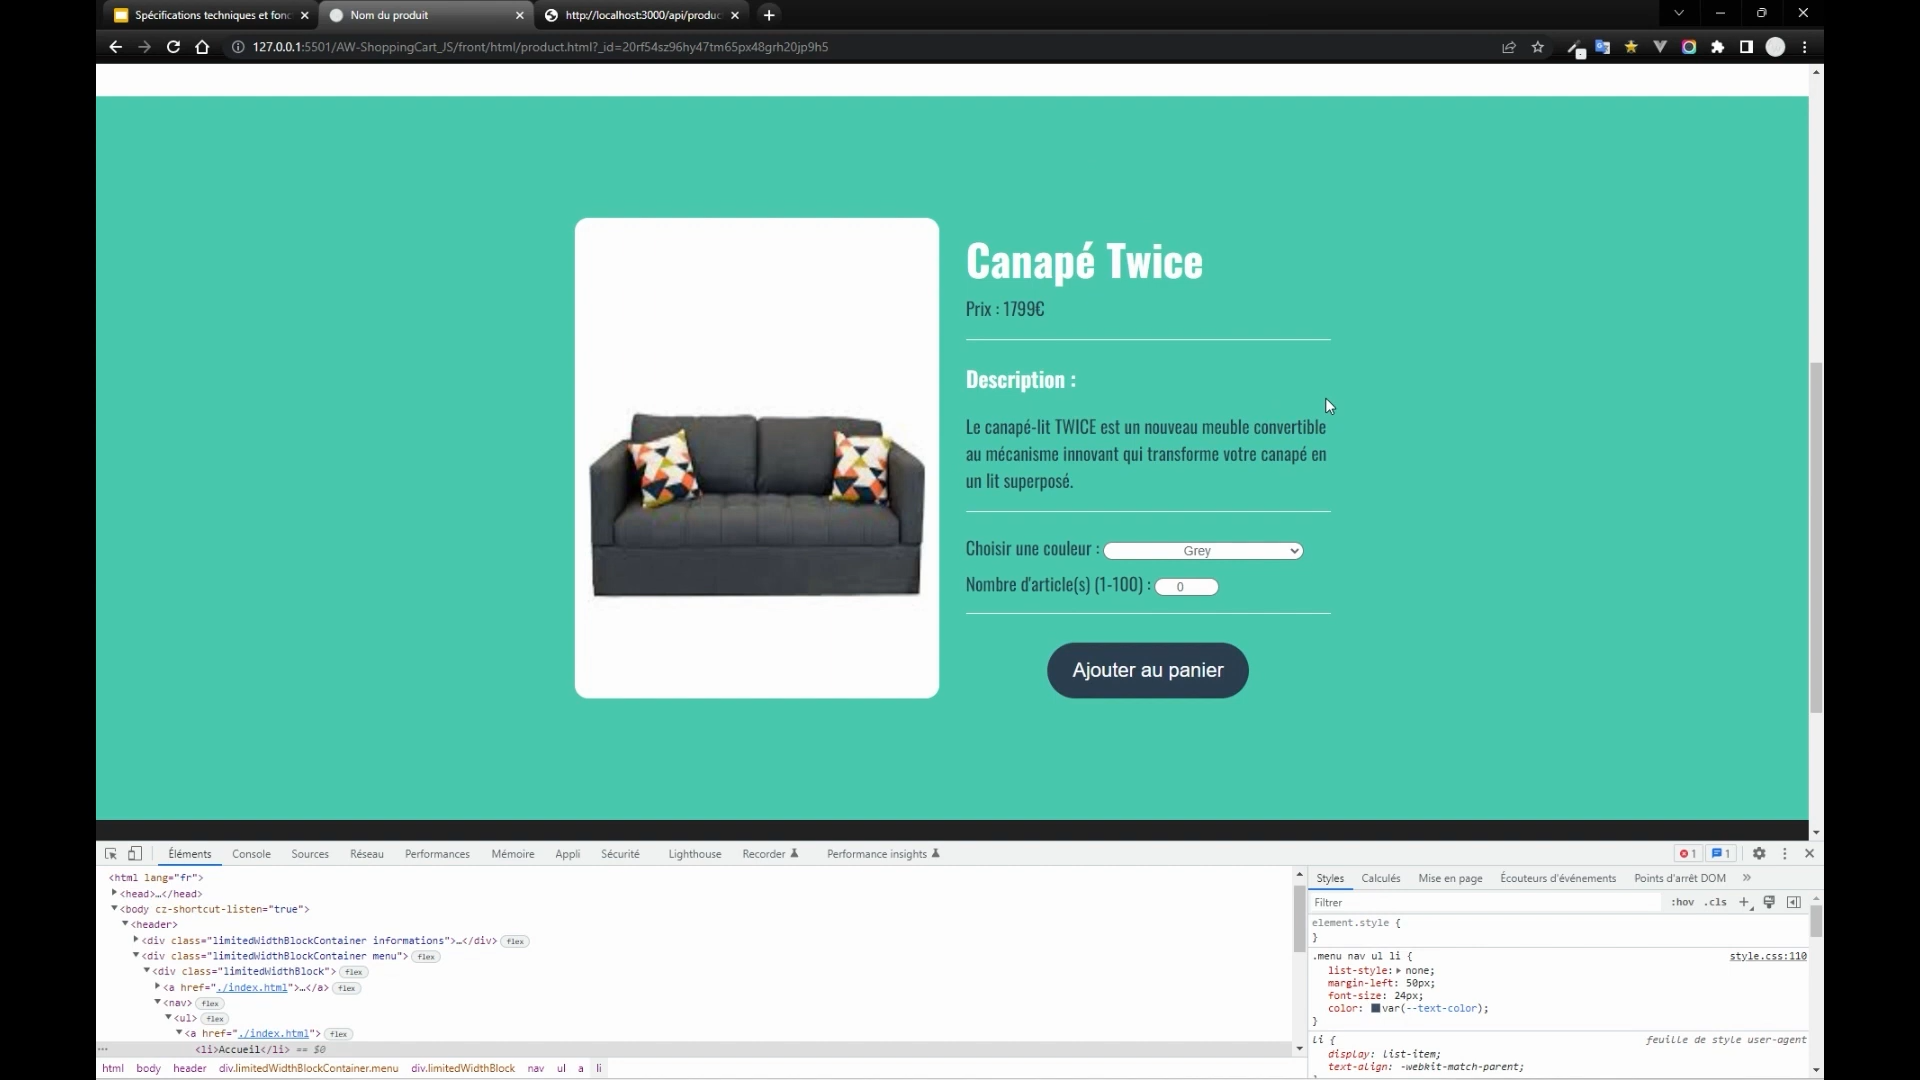 Spécifications techniques et fonc
Nom du produit
http://localhost:3000/api/produc
127.0.0.1:5501/AW-ShoppingCart_JS/front/html/product.html?_id=20rf54sz96hy47tm65px48grh20jp9h5
Canapé Twice
Prix : 1799€
Description :
Le canapé-lit TWICE est un nouveau meuble convertible
au mécanisme innovant qui transforme votre canapé en
un lit superposé.
Choisir une couleur : Grey
Nombre d'article(s) (1-100) : 0
Ajouter au panier
Éléments Console Sources Réseau Performances Mémoire Appli Sécurité Lighthouse Recorder Performance insights 1 1
<html lang="fr">
<head>…</head>
<body cz-shortcut-listen="true">
<header>
<div class="limitedWidthBlockContainer informations">…</div> flex
<div class="limitedWidthBlockContainer menu"> flex
<div class="limitedWidthBlock"> flex
<a href="./index.html">…</a> flex
<nav> flex
<ul> flex
<a href="./index.html"> flex
<li>Accueil</li> == $0
html body header div.limitedWidthBlockContainer.menu div.limitedWidthBlock nav ul a li
Styles Calculés Mise en page Écouteurs d'événements Points d'arrêt DOM »
Filtrer :hov .cls
element.style {
}
.menu nav ul li { style.css:110
list-style: none;
margin-left: 50px;
font-size: 24px;
color: var(--text-color);
}
li { feuille de style user-agent
display: list-item;
text-align: -webkit-match-parent;